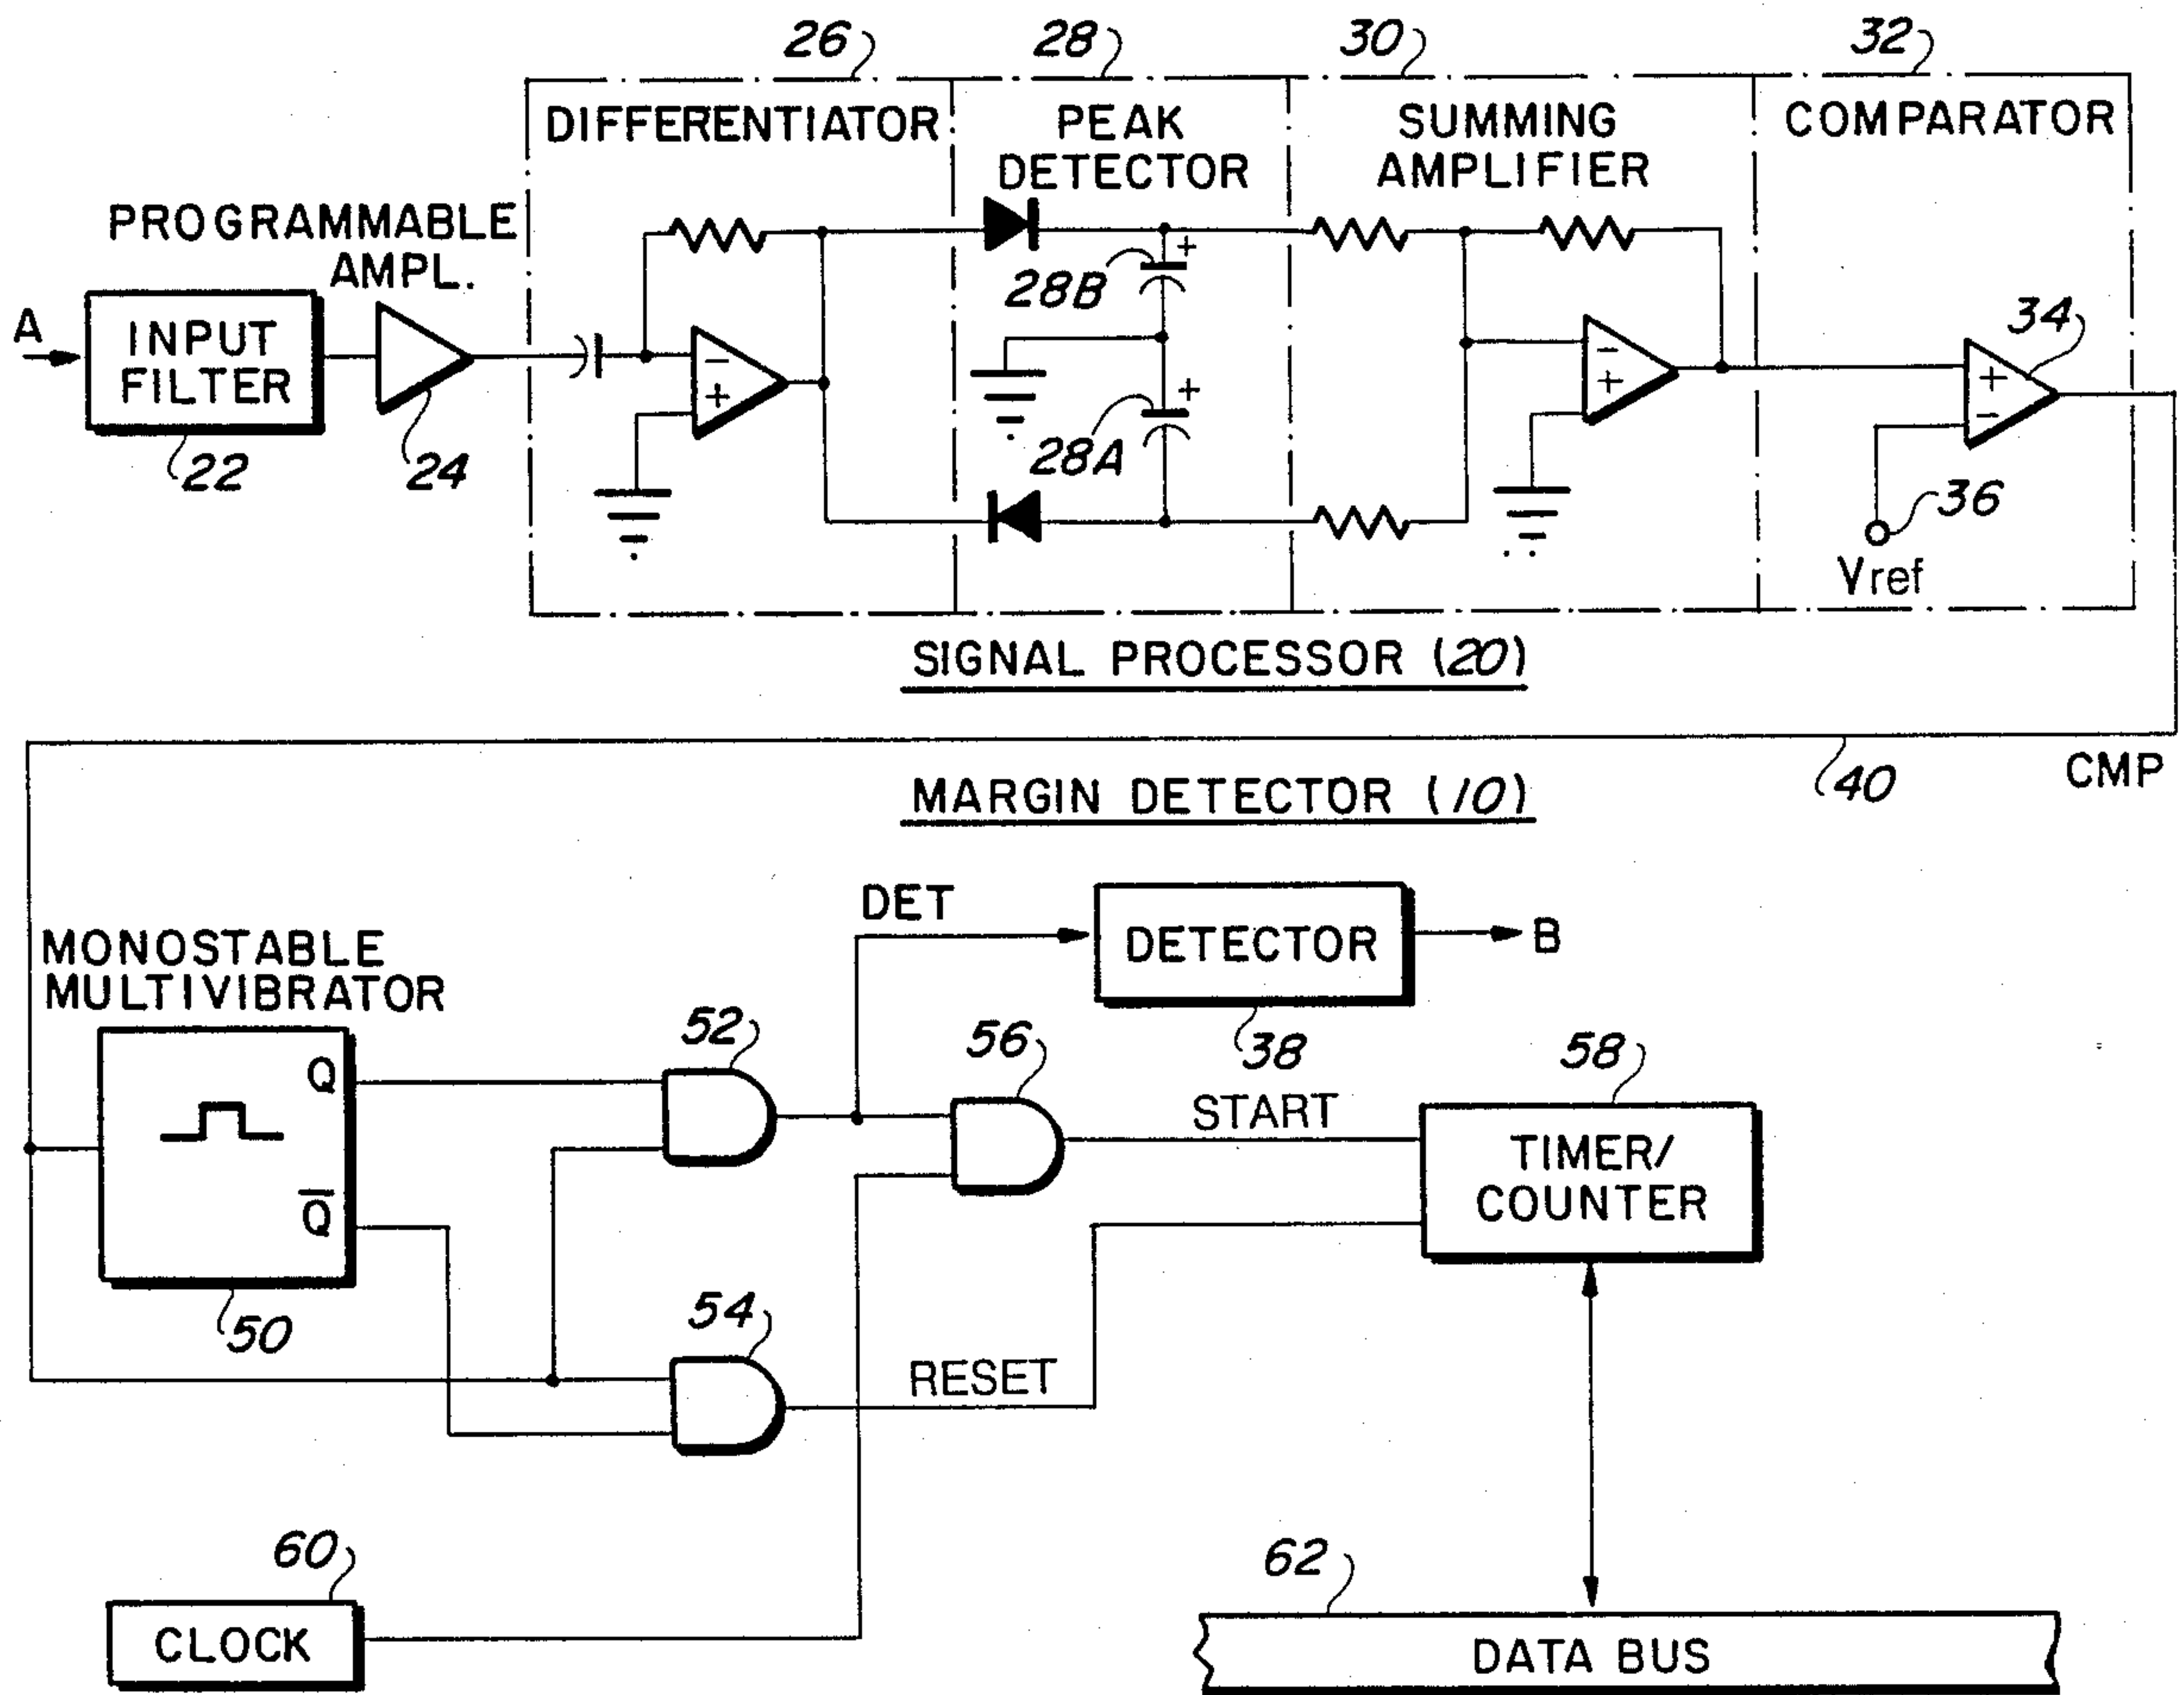 26
28
30
32
DIFFERENTIATOR
PEAK
DETECTOR
SUMMING
AMPLIFIER
COMPARATOR
PROGRAMMABLE
AMPL.
A
INPUT
FILTER
22
24
−
+
28B
+
28A
+
−
+
34
+
−
36
Vref
SIGNAL PROCESSOR (20)
40
CMP
MARGIN DETECTOR (10)
DET
DETECTOR
B
38
MONOSTABLE
MULTIVIBRATOR
Q
Q̅
50
52
54
56
START
RESET
58
TIMER/
COUNTER
60
CLOCK
62
DATA BUS